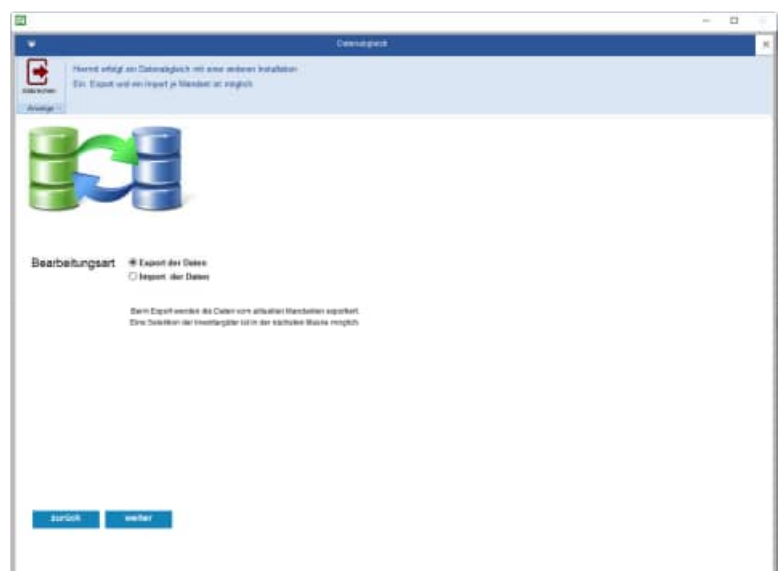 Datenabgleich
Hiermit erfolgt ein Datenabgleich mit einer anderen Installation
Ein Export und ein Import je Mandant ist möglich
Abbrechen
Anzeige
Bearbeitungsart
Export der Daten
Import der Daten
Beim Export werden die Daten vom aktuellen Mandanten exportiert.
Eine Selektion der Inventargüter ist in der nächsten Maske möglich
zurück
weiter